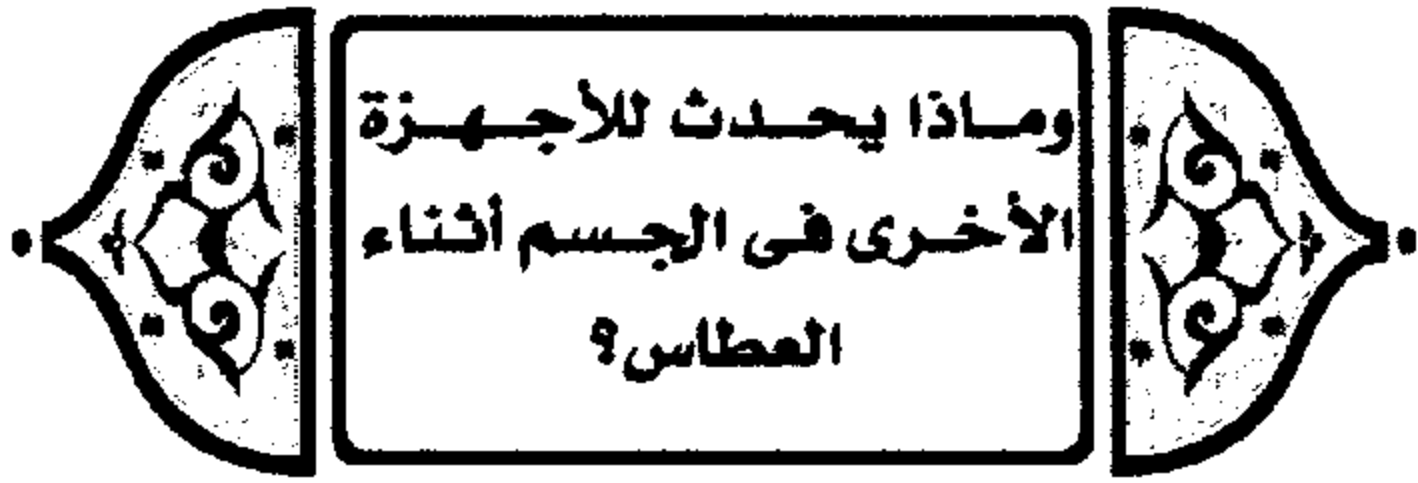 وماذا يحدث للأجهزة
الأخرى فى الجسم أثناء
العطاس؟